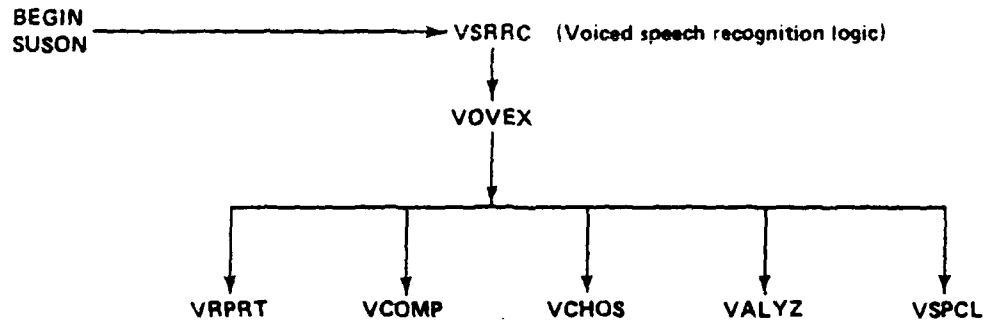 BEGIN
SUSON
VSRRC (Voiced speech recognition logic)
VOVEX
VRPRT VCOMP VCHOS VALYZ VSPCL